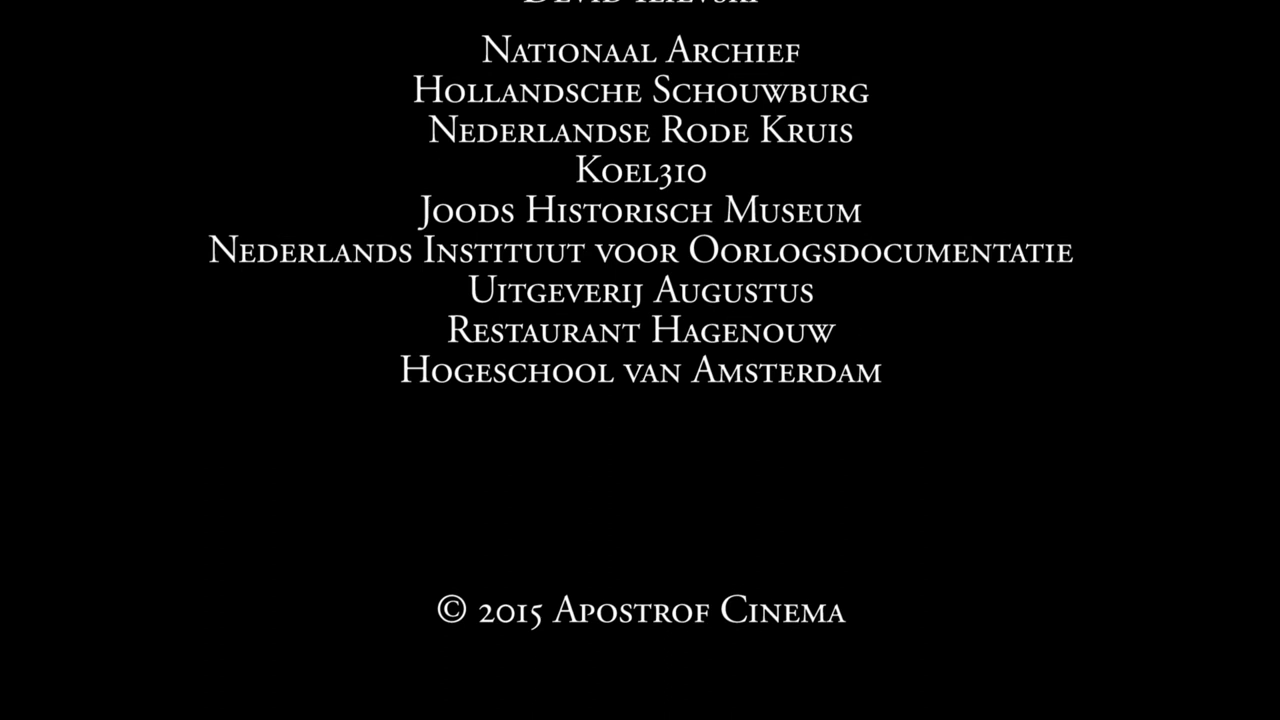 Nationaal Archief
Hollandsche Schouwburg
Nederlandse Rode Kruis
Koel310
Joods Historisch Museum
Nederlands Instituut voor Oorlogsdocumentatie
Uitgeverij Augustus
Restaurant Hagenouw
Hogeschool van Amsterdam
© 2015 Apostrof Cinema